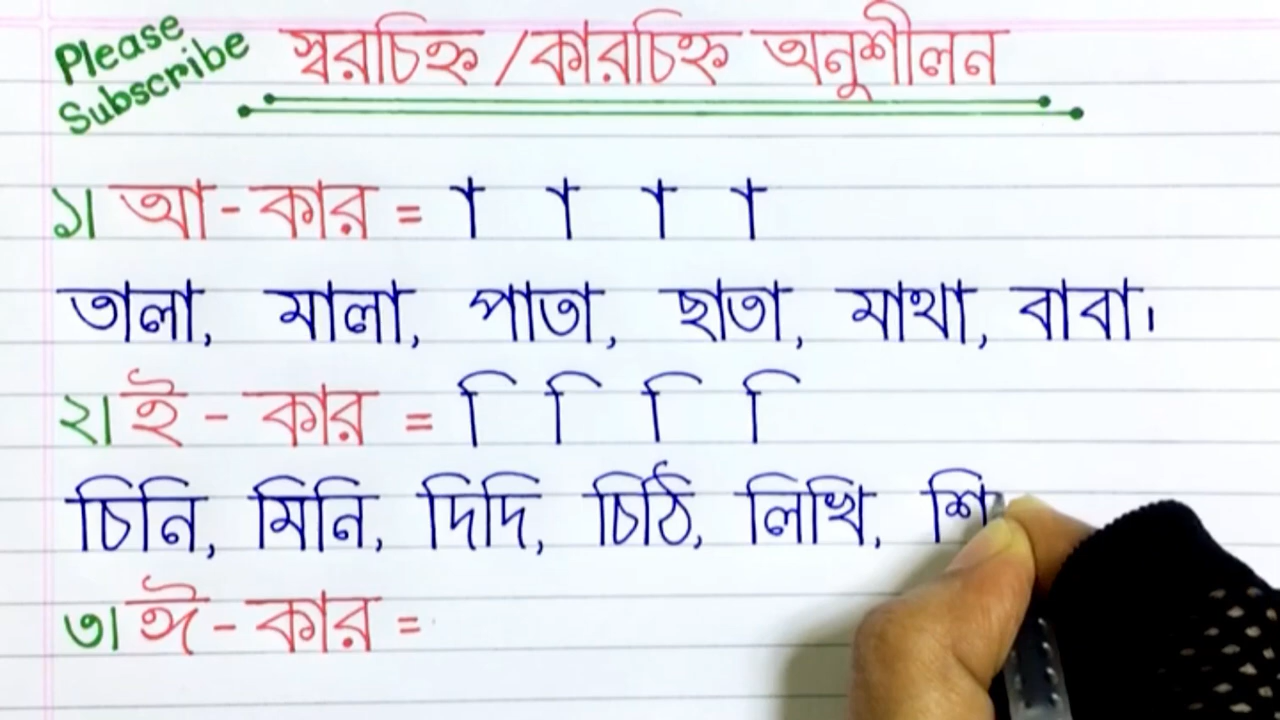 Please
Subscribe
স্বরচিহ্ন /কারচিহ্ন অনুশীলন
১। আ - কার = া া া া
তালা, মালা, পাতা, ছাতা, মাথা, বাবা।
২। ই - কার = ি ি ি ি
চিনি, মিনি, দিদি, চিঠি, লিখি, শি
৩। ঈ - কার =